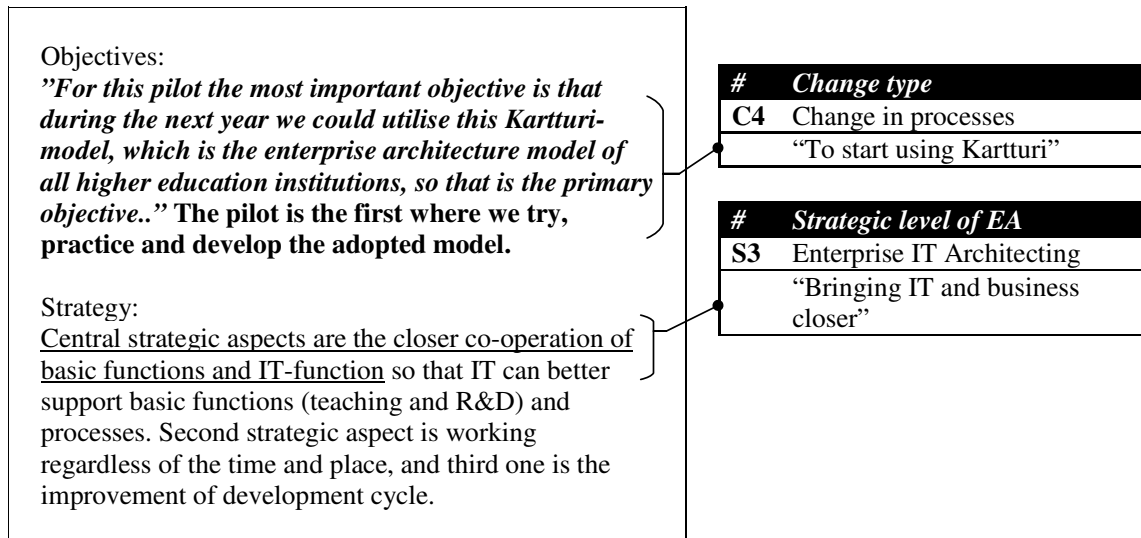 Objectives:
”For this pilot the most important objective is that
during the next year we could utilise this Kartturi-
model, which is the enterprise architecture model of
all higher education institutions, so that is the primary
objective..” The pilot is the first where we try,
practice and develop the adopted model.
Strategy:
Central strategic aspects are the closer co-operation of
basic functions and IT-function so that IT can better
support basic functions (teaching and R&D) and
processes. Second strategic aspect is working
regardless of the time and place, and third one is the
improvement of development cycle.
# Change type
C4 Change in processes
“To start using Kartturi”
# Strategic level of EA
S3 Enterprise IT Architecting
“Bringing IT and business
closer”